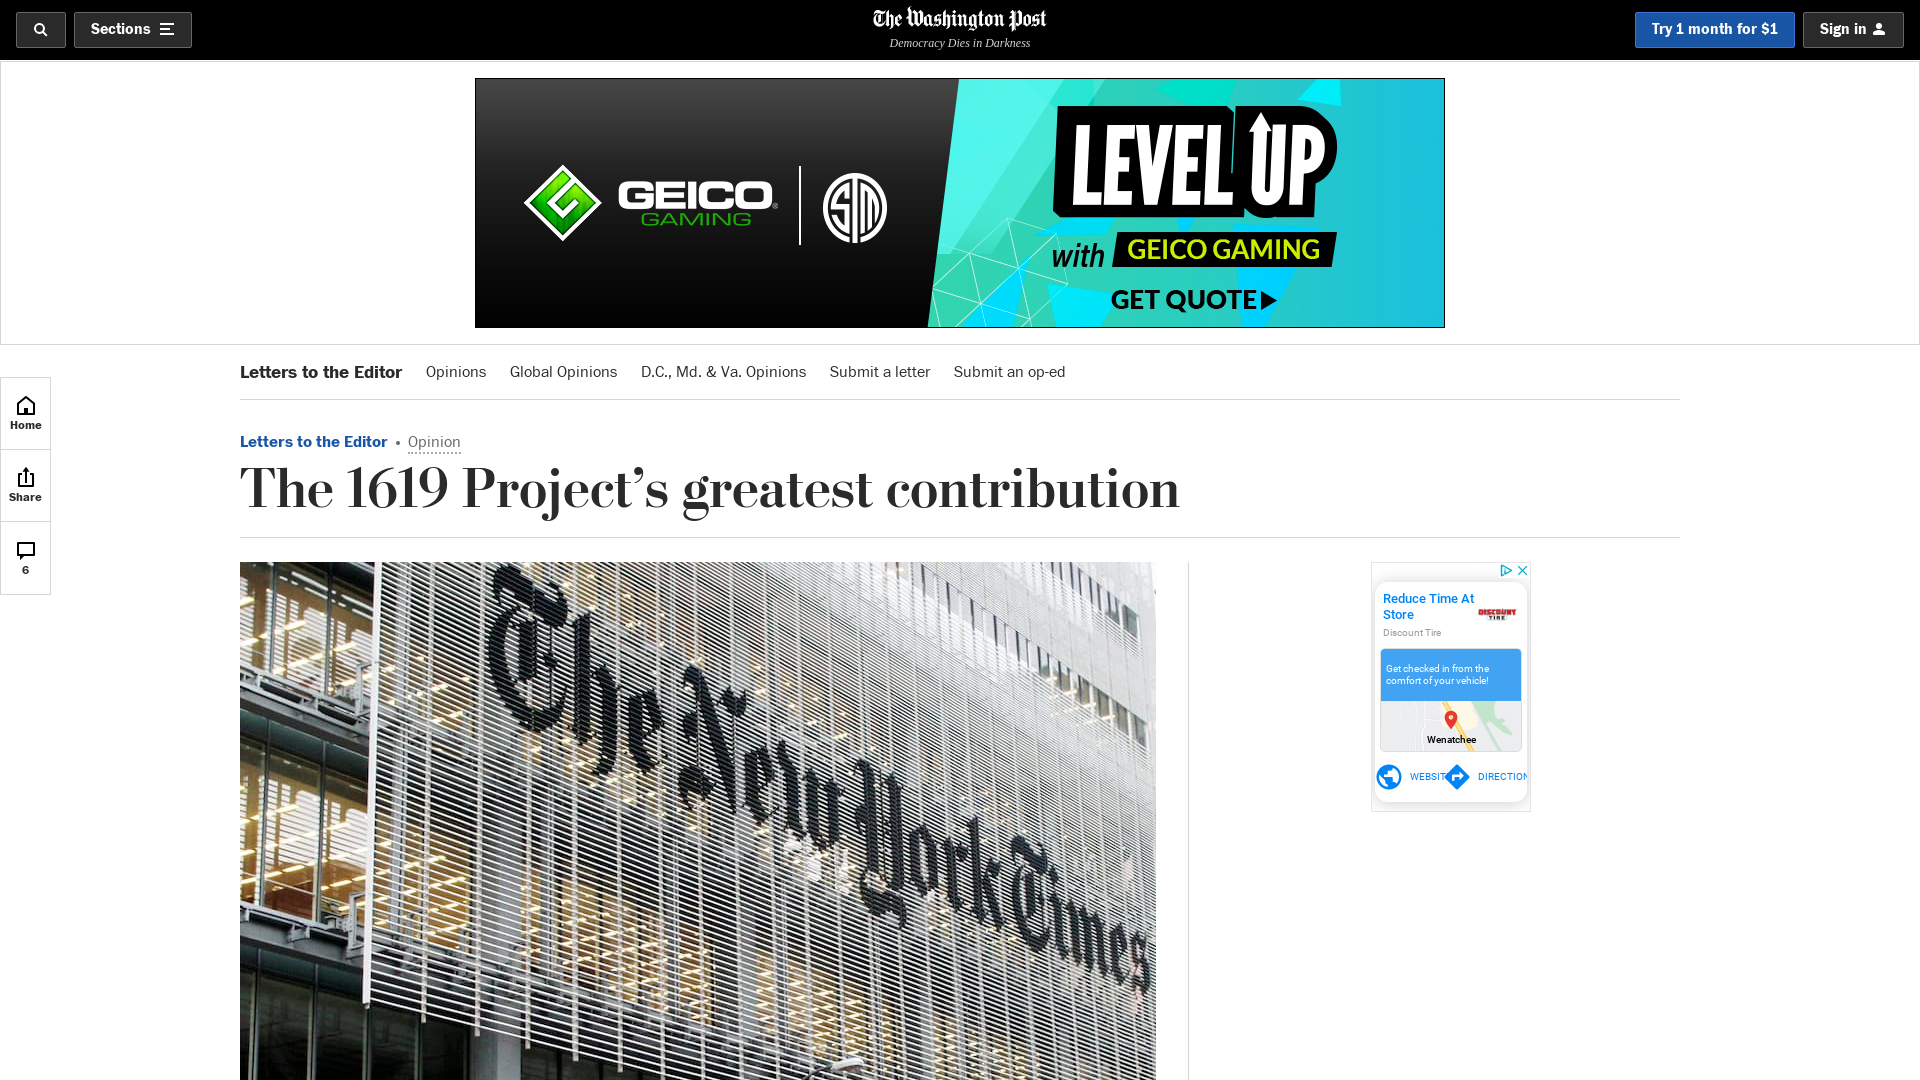 Sections
The Washington Post
Democracy Dies in Darkness
Try 1 month for $1
Sign in
GEICO
GAMING
TSM
LEVEL UP
with GEICO GAMING
GET QUOTE
Letters to the Editor
Opinions
Global Opinions
D.C., Md. & Va. Opinions
Submit a letter
Submit an op-ed
Home
Share
6
Letters to the Editor • Opinion
The 1619 Project’s greatest contribution
The New York Times
Reduce Time At
Store
DISCOUNT
TIRE
Discount Tire
Get checked in from the
comfort of your vehicle!
Wenatchee
WEBSIT
DIRECTION